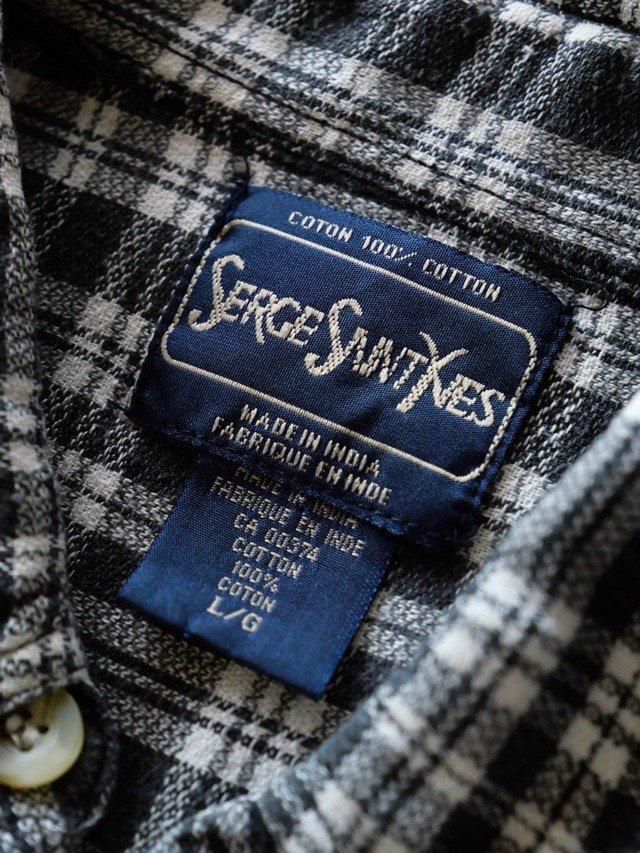 COTON 100% COTTON
SERGE SAINT YVES
MADE IN INDIA
FABRIQUE EN INDE
MADE IN INDIA
FABRIQUE EN INDE
CA 00574
COTTON
100%
COTON
L/G